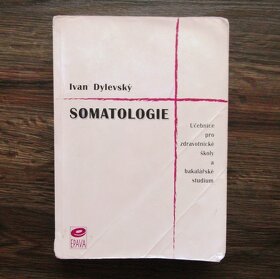 Ivan Dylevský
SOMATOLOGIE
Učebnice
pro
zdravotnické
školy
a
bakalářské
studium
EPAVA